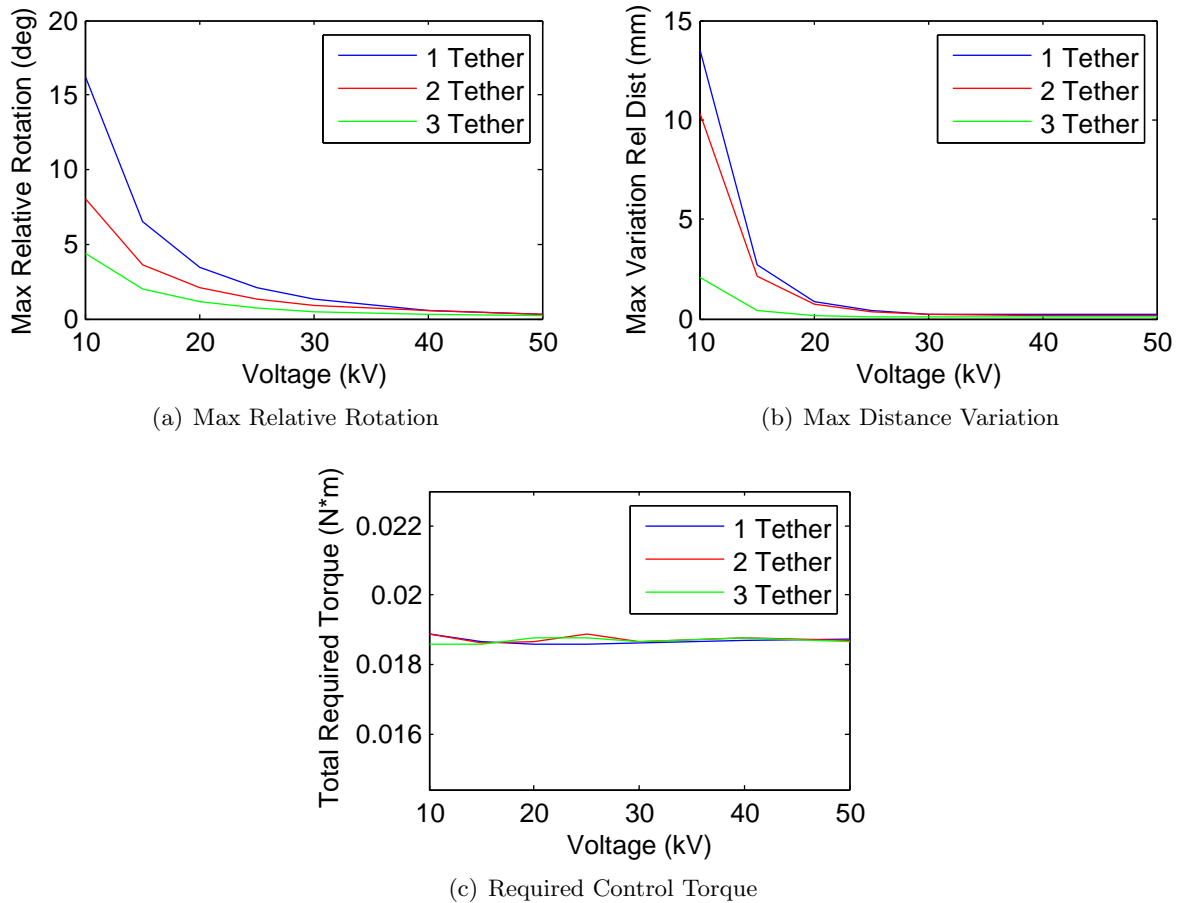 Max Relative Rotation (deg)
20
15
10
5
0
10 20 30 40 50
Voltage (kV)
1 Tether
2 Tether
3 Tether
(a) Max Relative Rotation
Max Variation Rel Dist (mm)
15
10
5
0
10 20 30 40 50
Voltage (kV)
1 Tether
2 Tether
3 Tether
(b) Max Distance Variation
Total Required Torque (N*m)
0.022
0.02
0.018
0.016
10 20 30 40 50
Voltage (kV)
1 Tether
2 Tether
3 Tether
(c) Required Control Torque